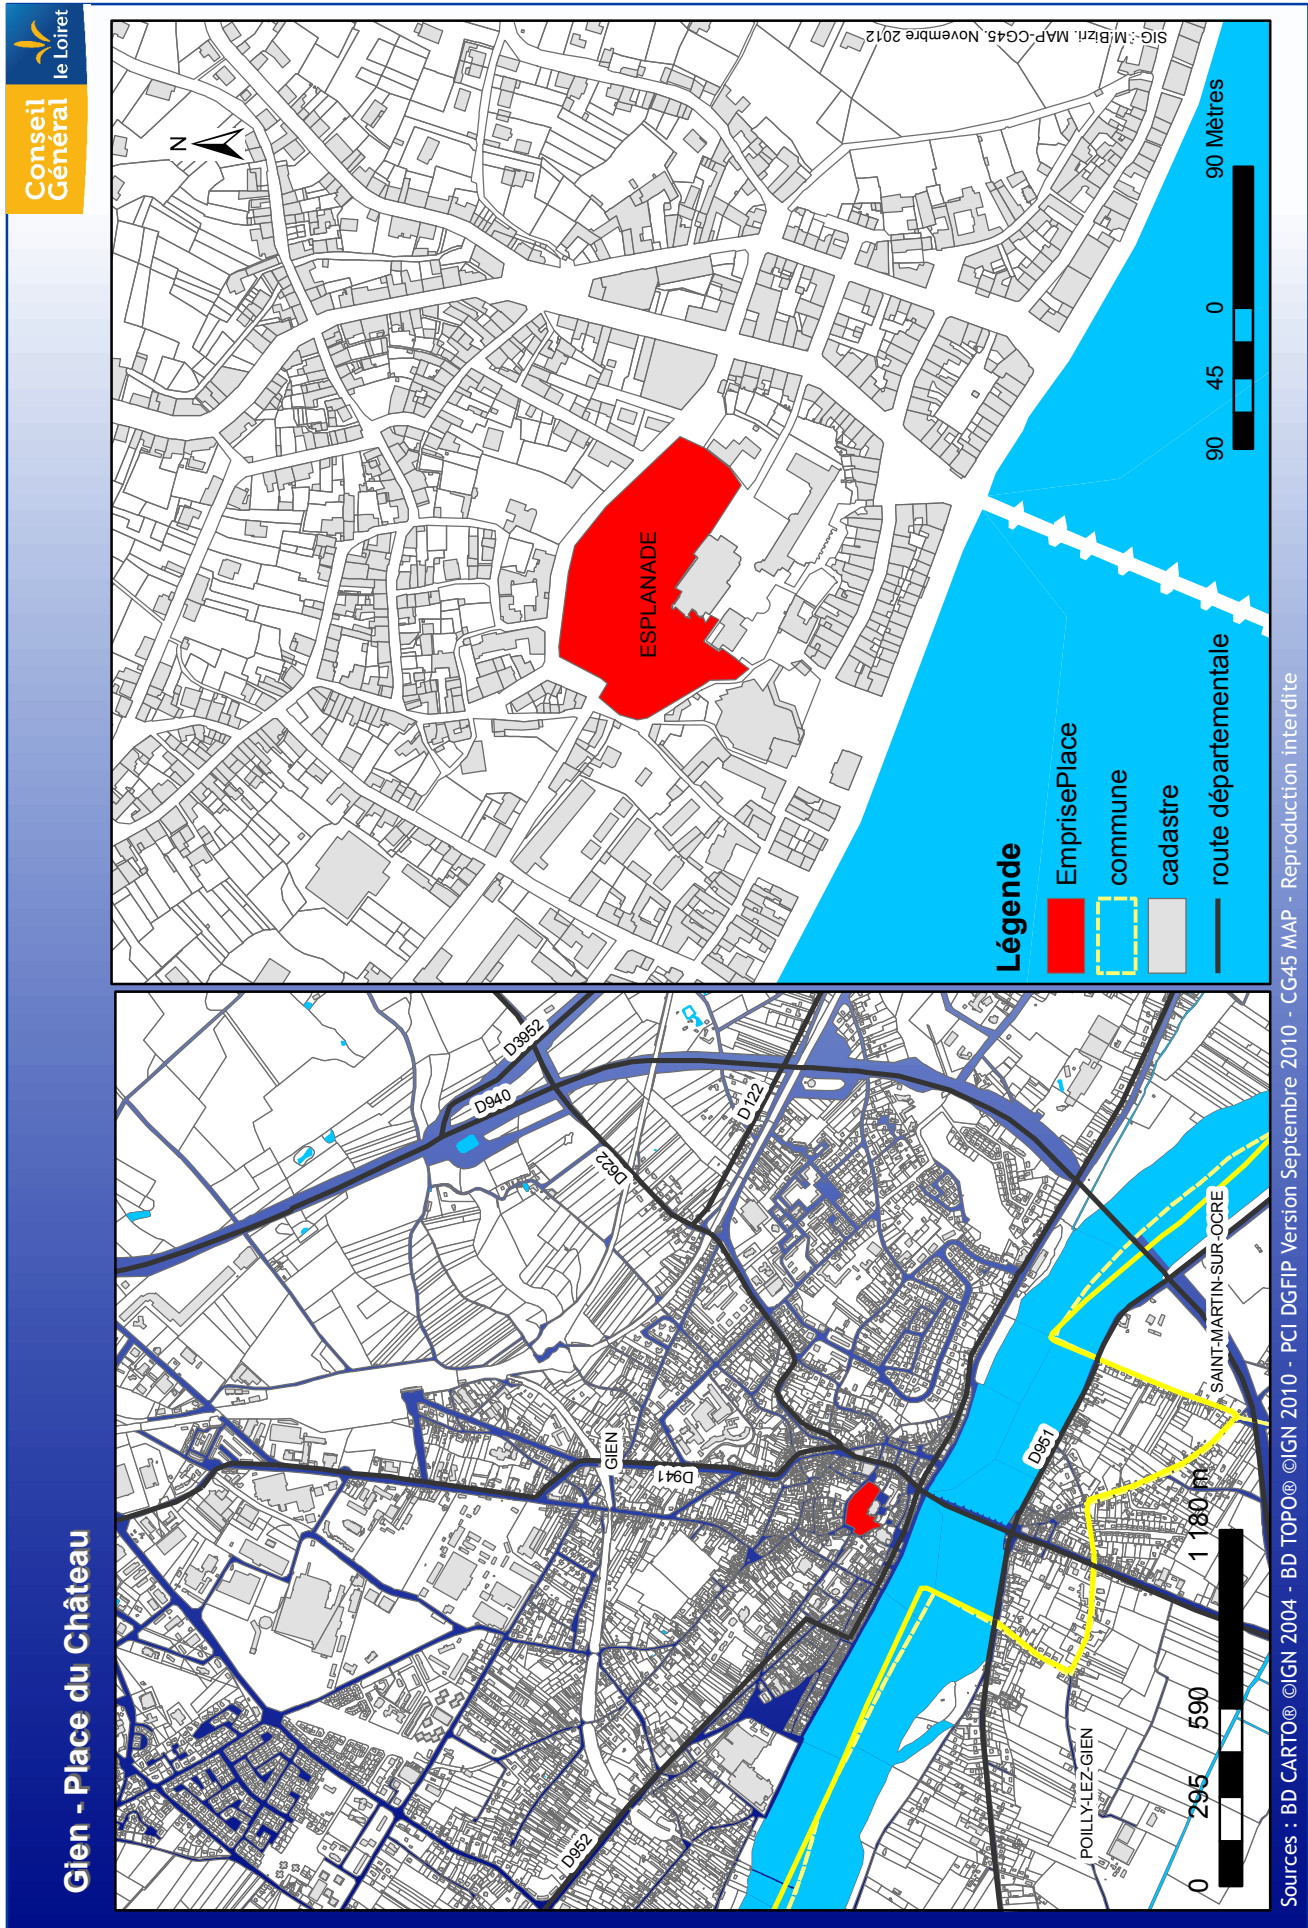 Gien - Place du Château
Conseil
Général
le Loiret
D3952
D940
D122
D622
GIEN
D941
D951
D952
SAINT-MARTIN-SUR-OCRE
POILLY-LEZ-GIEN
0 295 590 1 180 m
N
ESPLANADE
SIG : M.Bizri. MAP-CG45. Novembre 2012
Légende
EmprisePlace
commune
cadastre
route départementale
90 45 0 90 Mètres
Sources : BD CARTO® ©IGN 2004 - BD TOPO® ©IGN 2010 - PCI DGFIP Version Septembre 2010 - CG45 MAP - Reproduction interdite